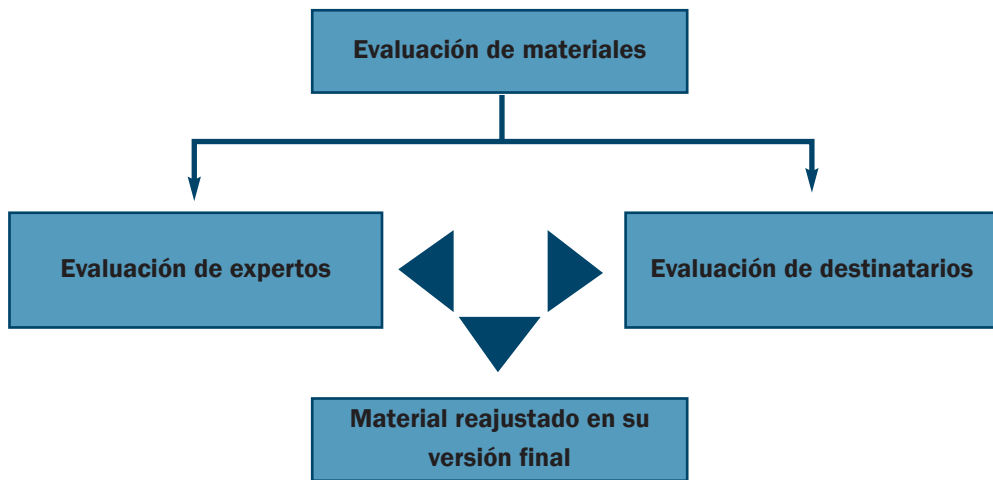 Evaluación de materiales
Evaluación de expertos
Evaluación de destinatarios
Material reajustado en su
versión final